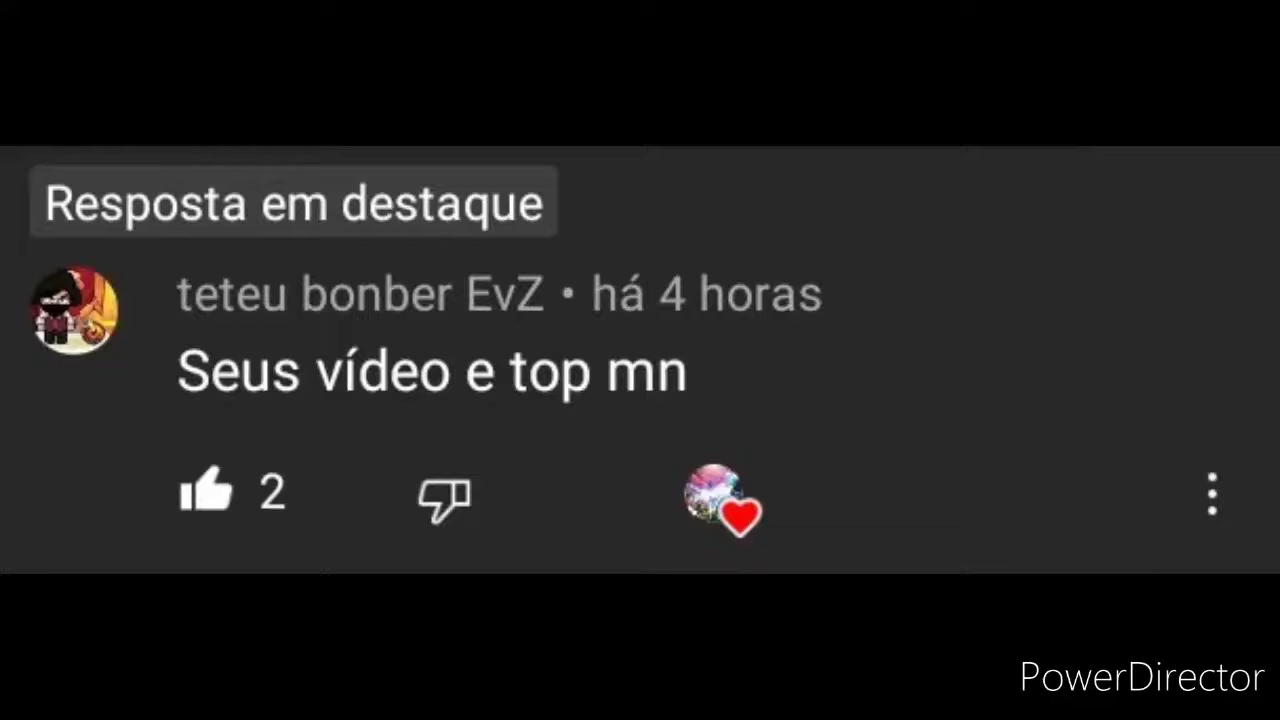 Resposta em destaque
teteu bonber EvZ • há 4 horas
Seus vídeo e top mn
2
PowerDirector